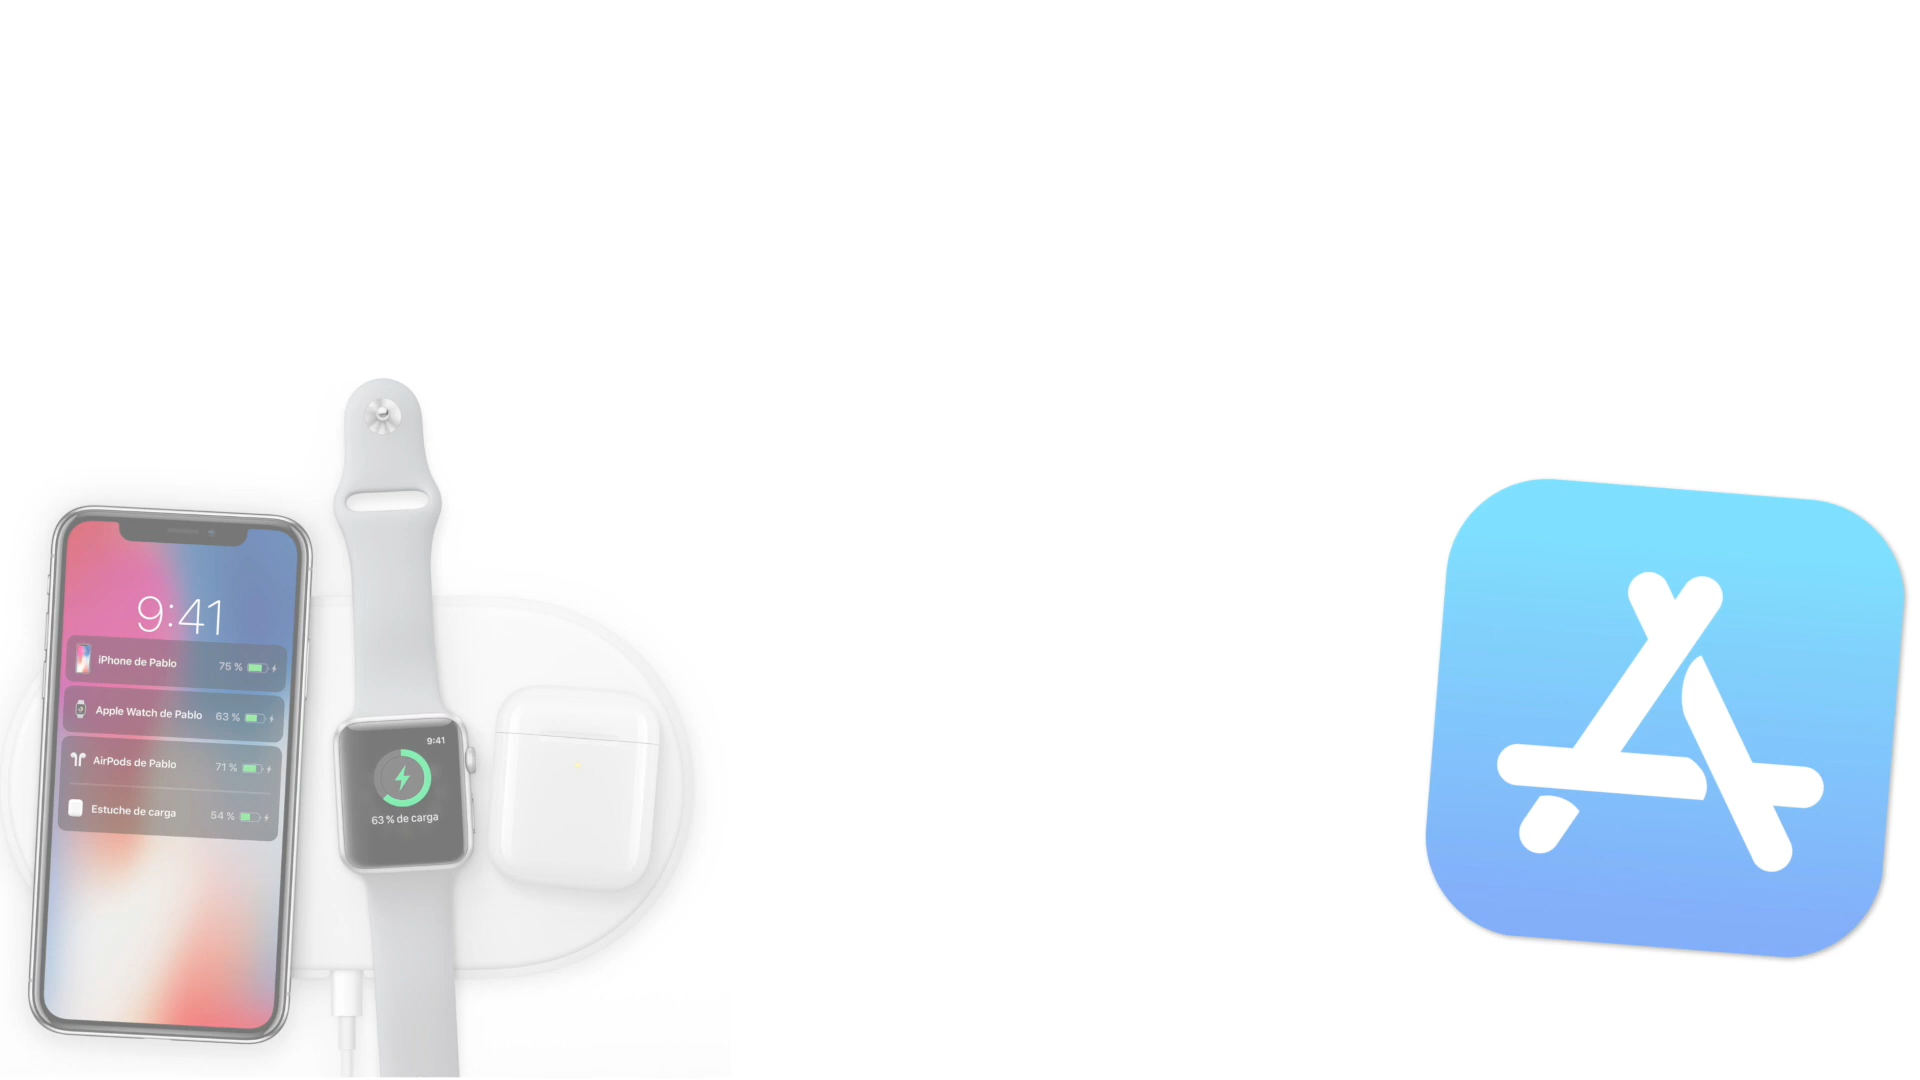 9:41
iPhone de Pablo 75 %
Apple Watch de Pablo 63 %
AirPods de Pablo 71 %
Estuche de carga 54 %
9:41
63 % de carga